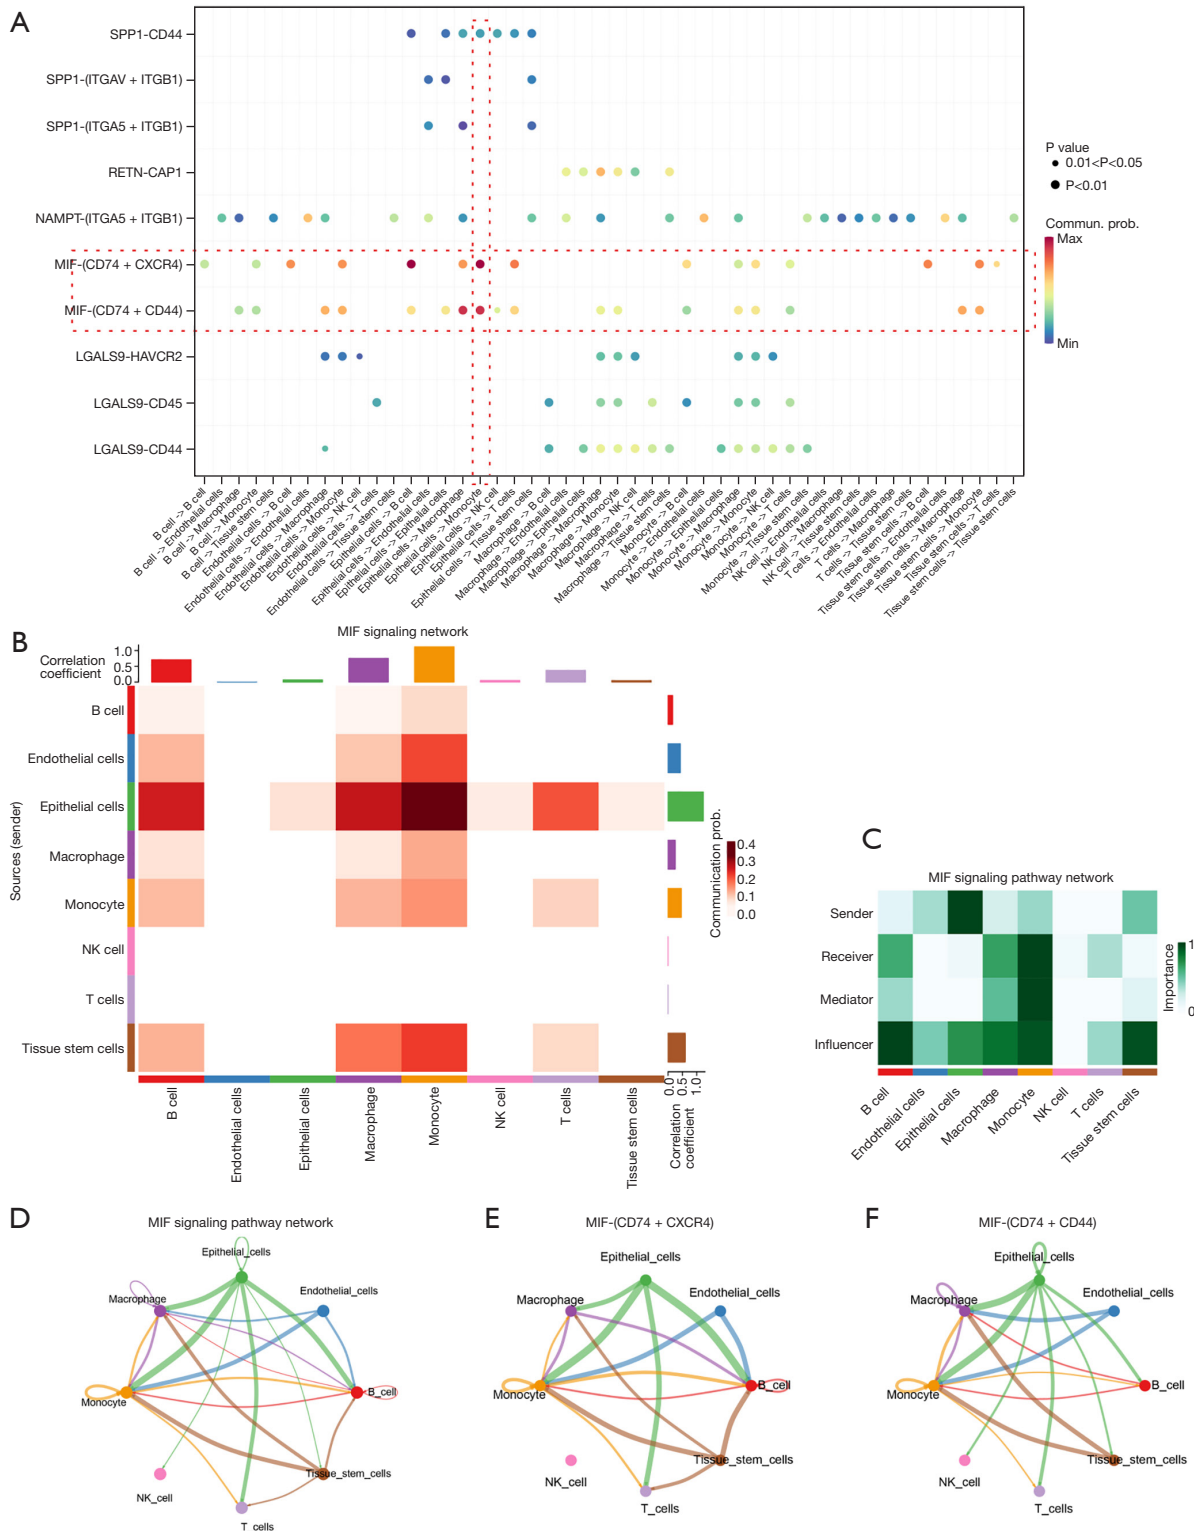 A
SPP1-CD44
SPP1-(ITGAV + ITGB1)
SPP1-(ITGA5 + ITGB1)
RETN-CAP1
NAMPT-(ITGA5 + ITGB1)
MIF-(CD74 + CXCR4)
MIF-(CD74 + CD44)
LGALS9-HAVCR2
LGALS9-CD45
LGALS9-CD44
P value
0.01<P<0.05
P<0.01
Commun. prob.
Max
Min
B cell -> B cell
B cell -> Endothelial cells
B cell -> Macrophage
B cell -> Monocyte
B cell -> Tissue stem cells
Endothelial cells -> B cell
Endothelial cells -> Endothelial cells
Endothelial cells -> Macrophage
Endothelial cells -> Monocyte
Endothelial cells -> NK cell
Endothelial cells -> T cells
Endothelial cells -> Tissue stem cells
Epithelial cells -> B cell
Epithelial cells -> Endothelial cells
Epithelial cells -> Epithelial cells
Epithelial cells -> Macrophage
Epithelial cells -> Monocyte
Epithelial cells -> NK cell
Epithelial cells -> T cells
Epithelial cells -> Tissue stem cells
Macrophage -> B cell
Macrophage -> Endothelial cells
Macrophage -> Epithelial cells
Macrophage -> Macrophage
Macrophage -> Monocyte
Macrophage -> NK cell
Macrophage -> T cells
Macrophage -> Tissue stem cells
Monocyte -> B cell
Monocyte -> Endothelial cells
Monocyte -> Epithelial cells
Monocyte -> Macrophage
Monocyte -> Monocyte
Monocyte -> NK cell
Monocyte -> T cells
Monocyte -> Tissue stem cells
NK cell -> Endothelial cells
NK cell -> Macrophage
NK cell -> Tissue stem cells
T cells -> Endothelial cells
T cells -> Macrophage
T cells -> Tissue stem cells
Tissue stem cells -> B cell
Tissue stem cells -> Endothelial cells
Tissue stem cells -> Macrophage
Tissue stem cells -> Monocyte
Tissue stem cells -> T cells
Tissue stem cells -> Tissue stem cells
B
MIF signaling network
Correlation
coefficient
1.0
0.5
0.0
Sources (sender)
B cell
Endothelial cells
Epithelial cells
Macrophage
Monocyte
NK cell
T cells
Tissue stem cells
B cell
Endothelial cells
Epithelial cells
Macrophage
Monocyte
NK cell
T cells
Tissue stem cells
0.0
0.5
1.0
Correlation
coefficient
Communication prob.
0.4
0.3
0.2
0.1
0.0
C
MIF signaling pathway network
Sender
Receiver
Mediator
Influencer
B cell
Endothelial cells
Epithelial cells
Macrophage
Monocyte
NK cell
T cells
Tissue stem cells
Importance
1
0
D
MIF signaling pathway network
Epithelial_cells
Endothelial_cells
Macrophage
Monocyte
B_cell
Tissue_stem_cells
NK_cell
T_cells
E
MIF-(CD74 + CXCR4)
Epithelial_cells
Endothelial_cells
Macrophage
Monocyte
B_cell
Tissue_stem_cells
NK_cell
T_cells
F
MIF-(CD74 + CD44)
Epithelial_cells
Endothelial_cells
Macrophage
Monocyte
B_cell
Tissue_stem_cells
NK_cell
T_cells